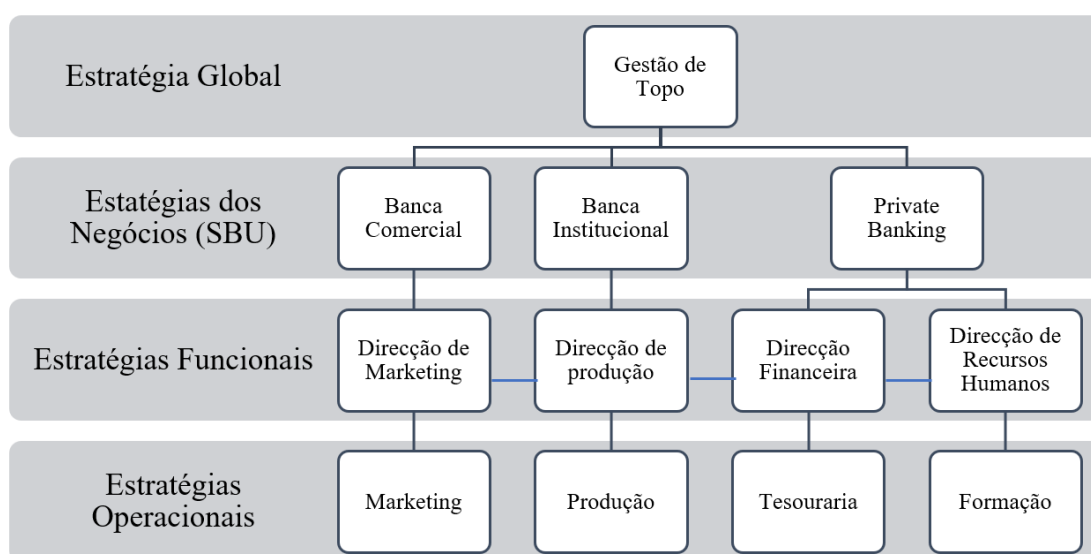 Estratégia Global
Gestão de
Topo
Estatégias dos
Negócios (SBU)
Banca
Comercial
Banca
Institucional
Private
Banking
Estratégias Funcionais
Direcção de
Marketing
Direcção de
produção
Direcção
Financeira
Direcção de
Recursos
Humanos
Estratégias
Operacionais
Marketing
Produção
Tesouraria
Formação